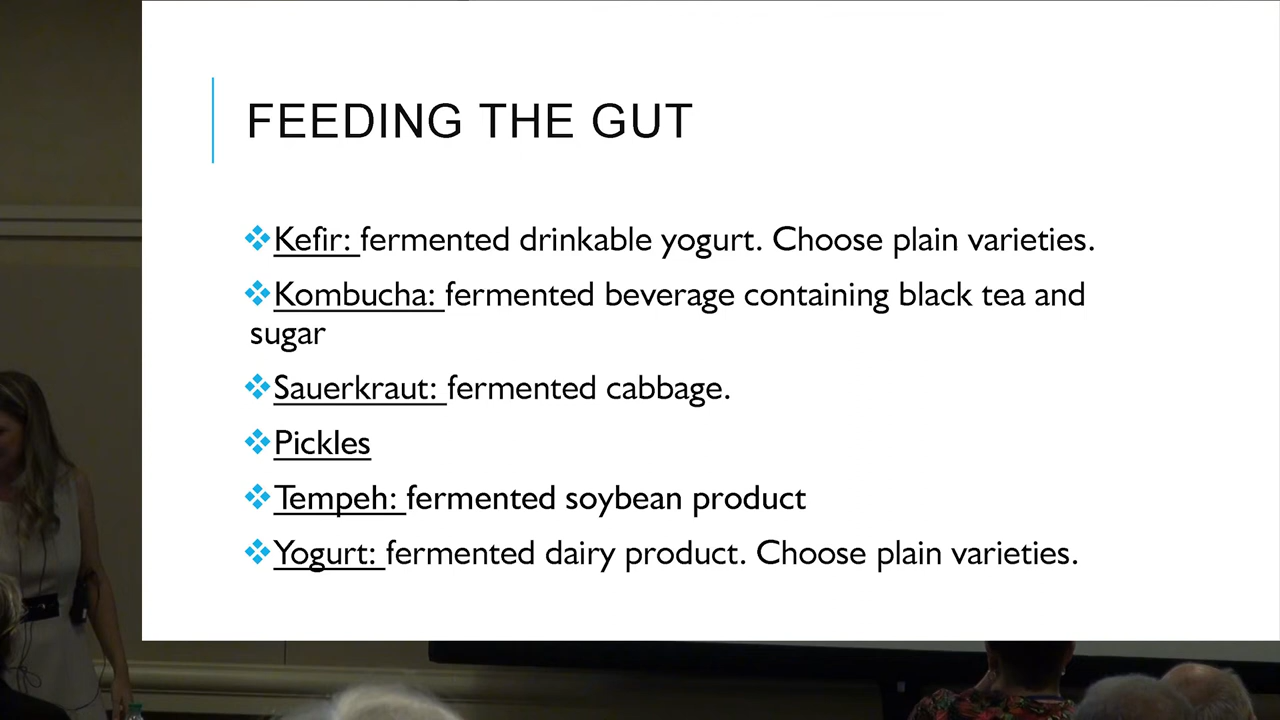 FEEDING THE GUT
❖Kefir: fermented drinkable yogurt. Choose plain varieties.
❖Kombucha: fermented beverage containing black tea and
sugar
❖Sauerkraut: fermented cabbage.
❖Pickles
❖Tempeh: fermented soybean product
❖Yogurt: fermented dairy product. Choose plain varieties.